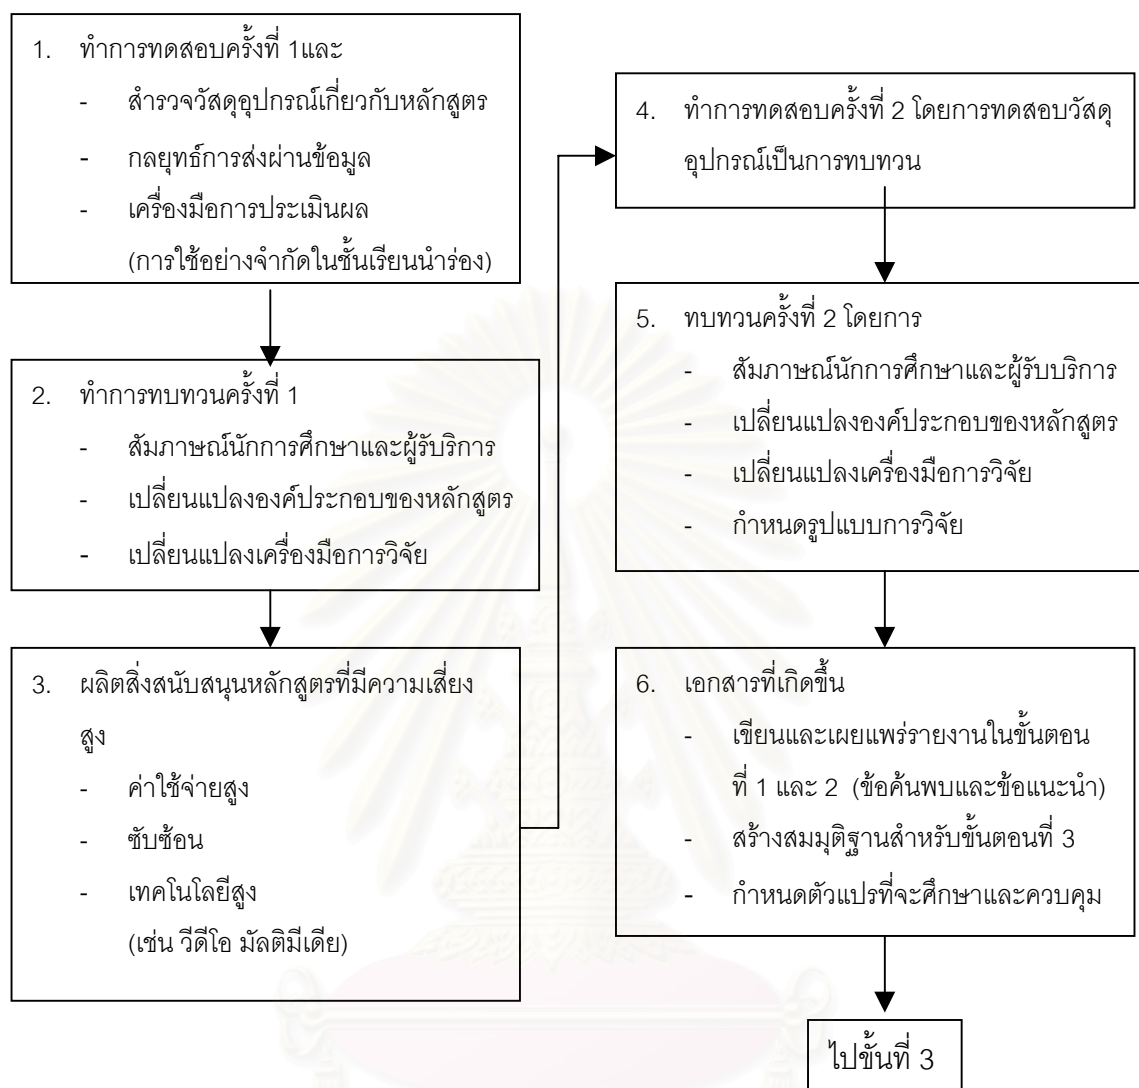 1. ทำการทดสอบครั้งที่ 1และ
- สำรวจวัสดุอุปกรณ์เกี่ยวกับหลักสูตร
- กลยุทธ์การส่งผ่านข้อมูล
- เครื่องมือการประเมินผล
(การใช้อย่างจำกัดในชั้นเรียนนำร่อง)
2. ทำการทบทวนครั้งที่ 1
- สัมภาษณ์นักการศึกษาและผู้รับบริการ
- เปลี่ยนแปลงองค์ประกอบของหลักสูตร
- เปลี่ยนแปลงเครื่องมือการวิจัย
3. ผลิตสิ่งสนับสนุนหลักสูตรที่มีความเสี่ยง
สูง
- ค่าใช้จ่ายสูง
- ซับซ้อน
- เทคโนโลยีสูง
(เช่น วีดีโอ มัลติมีเดีย)
4. ทำการทดสอบครั้งที่ 2 โดยการทดสอบวัสดุ
อุปกรณ์เป็นการทบทวน
5. ทบทวนครั้งที่ 2 โดยการ
- สัมภาษณ์นักการศึกษาและผู้รับบริการ
- เปลี่ยนแปลงองค์ประกอบของหลักสูตร
- เปลี่ยนแปลงเครื่องมือการวิจัย
- กำหนดรูปแบบการวิจัย
6. เอกสารที่เกิดขึ้น
- เขียนและเผยแพร่รายงานในขั้นตอน
ที่ 1 และ 2 (ข้อค้นพบและข้อแนะนำ)
- สร้างสมมุติฐานสำหรับขั้นตอนที่ 3
- กำหนดตัวแปรที่จะศึกษาและควบคุม
ไปขั้นที่ 3